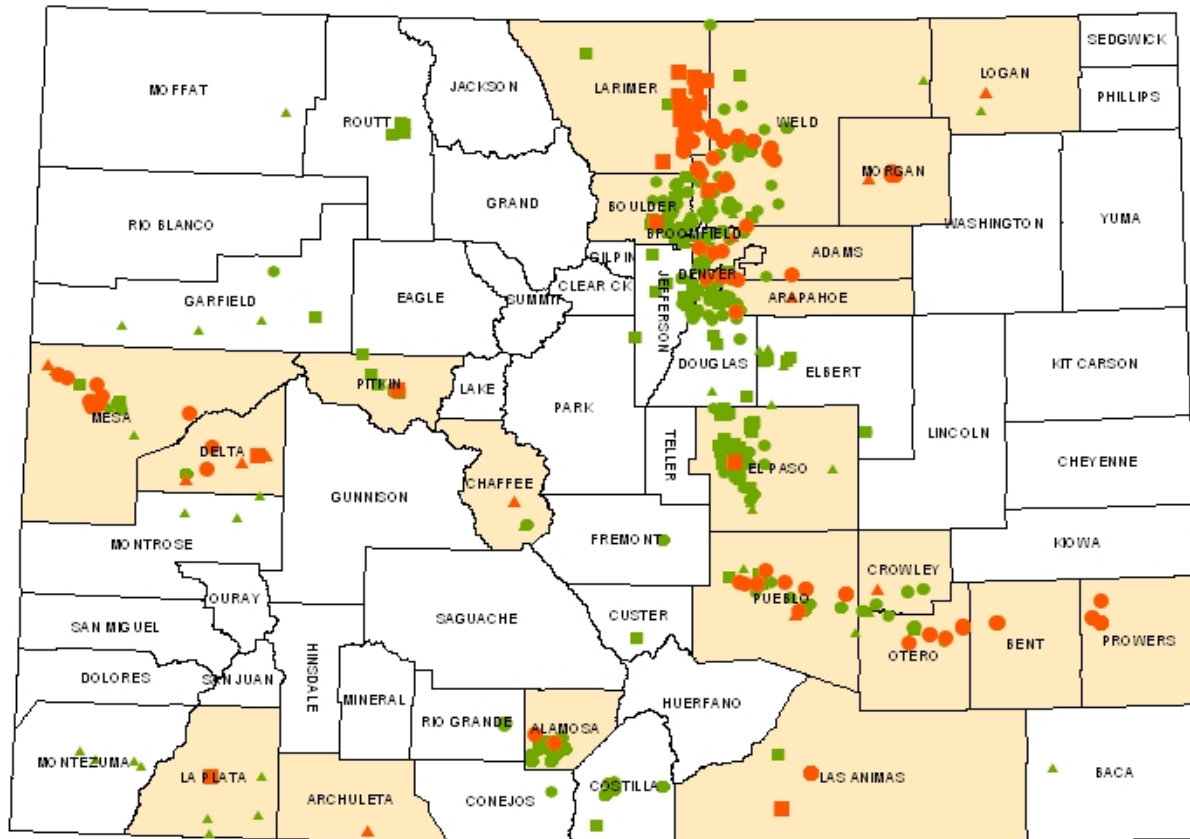 SEDGWICK
LOGAN
JACKSON
LARIMER
MOFFAT
PHILLIPS
ROUTT
WELD
MORGAN
GRAND
BOULDER
YUMA
RIO BLANCO
WASHINGTON
BROOMFIELD
GILPIN
ADAMS
DENVER
CLEAR CK
EAGLE
GARFIELD
SUMMIT
ARAPAHOE
JEFFERSON
DOUGLAS
KIT CARSON
ELBERT
PITKIN
LAKE
PARK
MESA
LINCOLN
TELLER
DELTA
CHEYENNE
EL PASO
CHAFFEE
GUNNISON
FREMONT
MONTROSE
KIOWA
CROWLEY
OURAY
PUEBLO
CUSTER
SAGUACHE
SAN MIGUEL
PROWERS
BENT
OTERO
HINSDALE
DOLORES
SAN JUAN
MINERAL
HUERFANO
RIO GRANDE
ALAMOSA
MONTEZUMA
LA PLATA
LAS ANIMAS
BACA
COSTILLA
ARCHULETA
CONEJOS